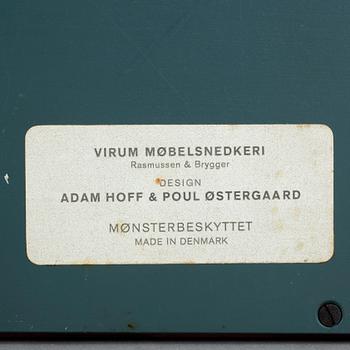 VIRUM MØBELSNEDKERI
Rasmussen & Brygger
DESIGN
ADAM HOFF & POUL ØSTERGAARD
MØNSTERBESKYTTET
MADE IN DENMARK